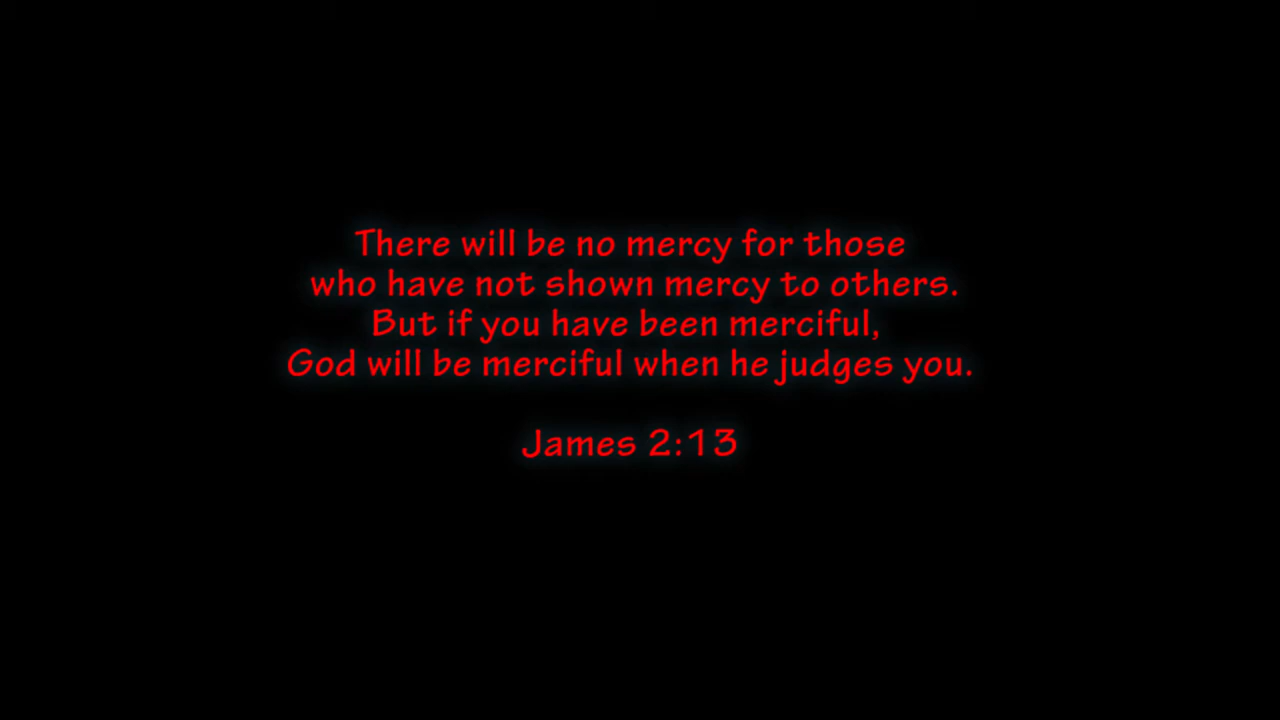 There will be no mercy for those
who have not shown mercy to others.
But if you have been merciful,
God will be merciful when he judges you.
James 2:13